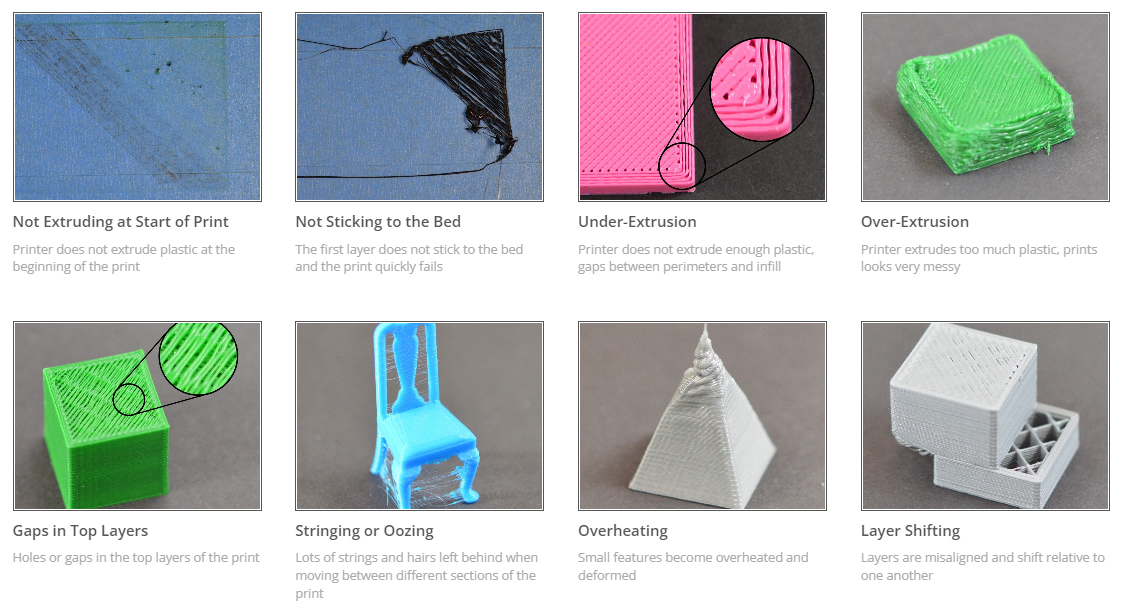 Not Extruding at Start of Print
Printer does not extrude plastic at the
beginning of the print
Not Sticking to the Bed
The first layer does not stick to the bed
and the print quickly fails
Under-Extrusion
Printer does not extrude enough plastic,
gaps between perimeters and infill
Over-Extrusion
Printer extrudes too much plastic, prints
looks very messy
Gaps in Top Layers
Holes or gaps in the top layers of the print
Stringing or Oozing
Lots of strings and hairs left behind when
moving between different sections of the
print
Overheating
Small features become overheated and
deformed
Layer Shifting
Layers are misaligned and shift relative to
one another